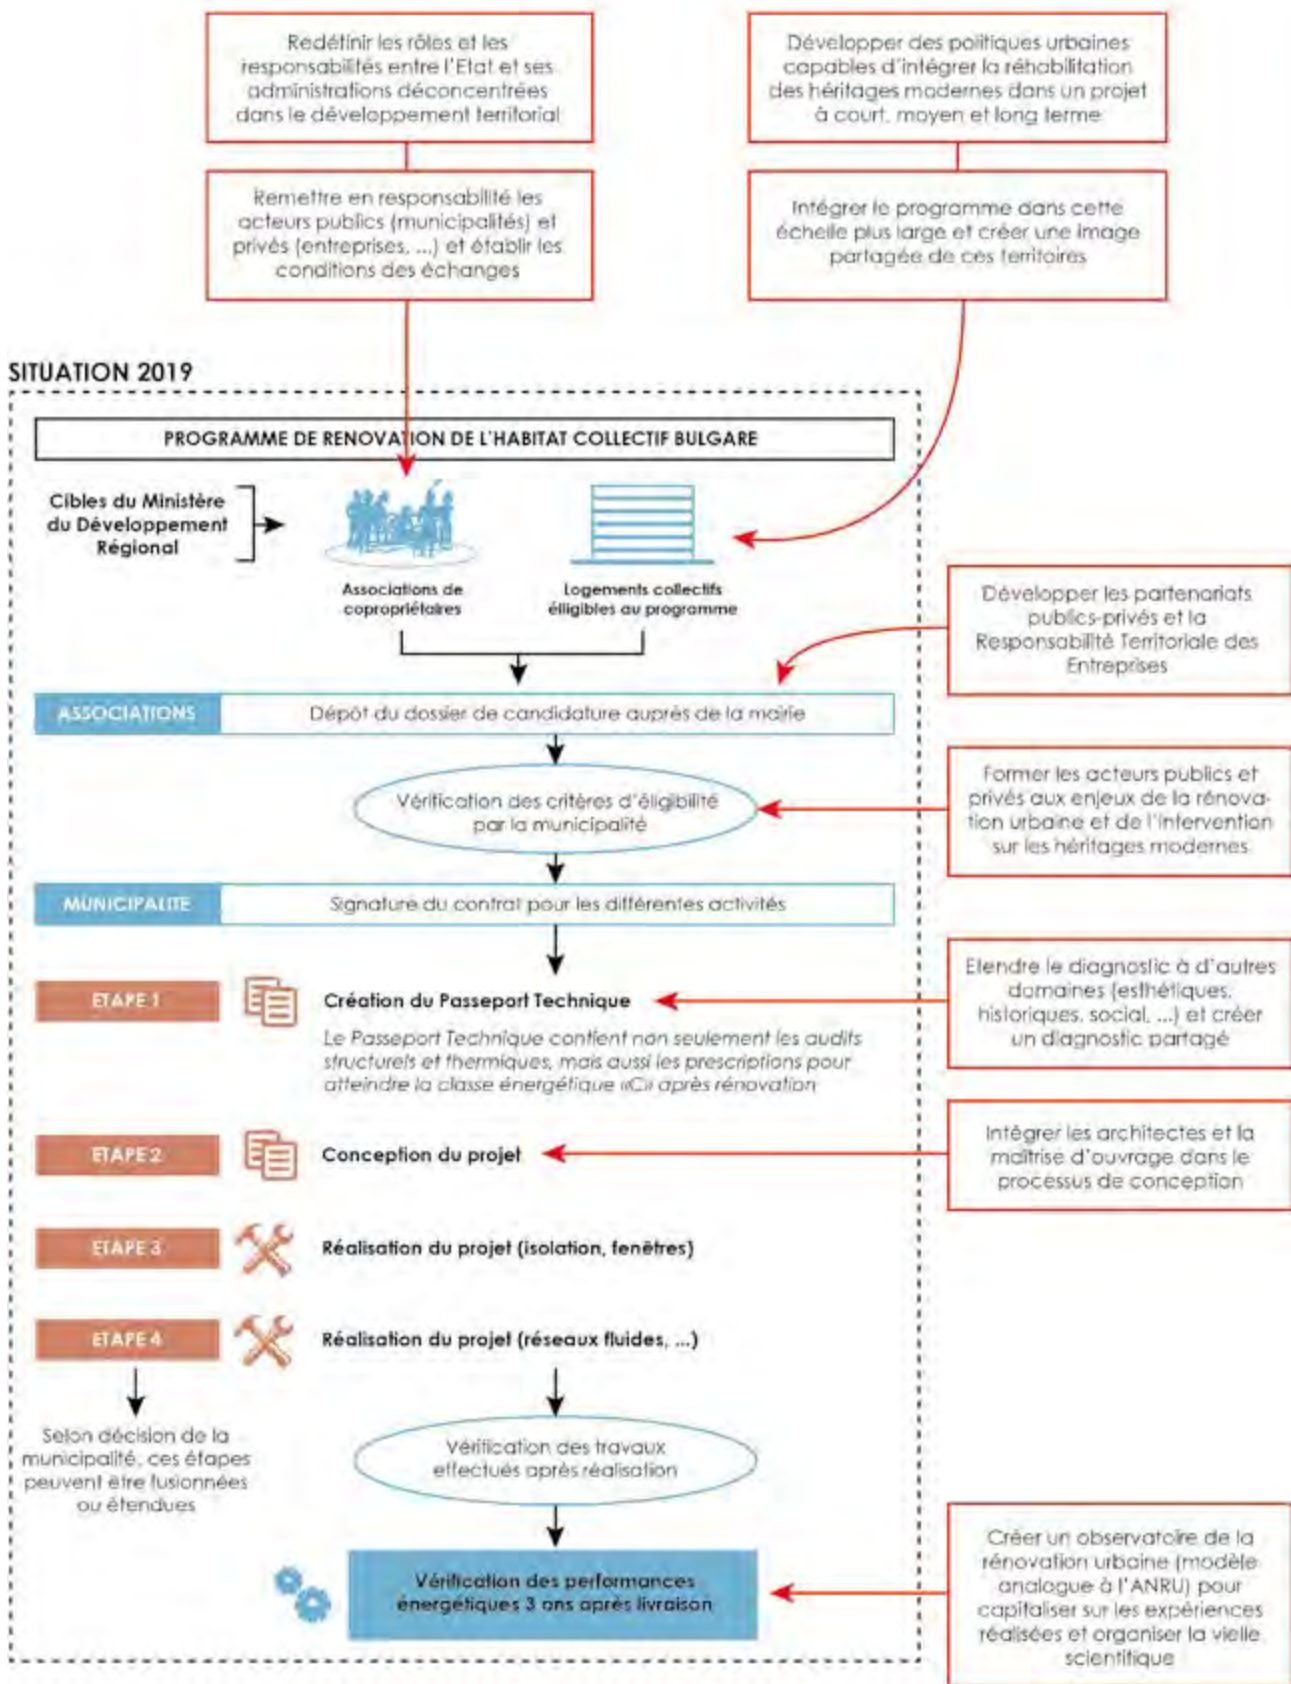 Redéfinir les rôles et les
responsabilités entre l'Etat et ses
administrations déconcentrées
dans le développement territorial
Développer des politiques urbaines
capables d'intégrer la réhabilitation
des héritages modernes dans un projet
à court, moyen et long terme
Remettre en responsabilité les
acteurs publics (municipalités) et
privés (entreprises, ...) et établir les
conditions des échanges
Intégrer le programme dans cette
échelle plus large et créer une image
partagée de ces territoires
SITUATION 2019
PROGRAMME DE RENOVATION DE L'HABITAT COLLECTIF BULGARE
Cibles du Ministère
du Développement
Régional
Associations de
copropriétaires
Logements collectifs
élligibles au programme
Développer les partenariats
publics-privés et la
Responsabilité Territoriale des
Entreprises
ASSOCIATIONS
Dépôt du dossier de candidature auprès de la mairie
Vérification des critères d'éligibilité
par la municipalité
Former les acteurs publics et
privés aux enjeux de la rénova-
tion urbaine et de l'intervention
sur les héritages modernes
MUNICIPALITE
Signature du contrat pour les différentes activités
ETAPE 1
Création du Passeport Technique
Le Passeport Technique contient non seulement les audits
structurels et thermiques, mais aussi les prescriptions pour
atteindre la classe énergétique «C» après rénovation
Etendre le diagnostic à d'autres
domaines (esthétiques,
historiques, social, ...) et créer
un diagnostic partagé
ETAPE 2
Conception du projet
Intégrer les architectes et la
maîtrise d'ouvrage dans le
processus de conception
ETAPE 3
Réalisation du projet (isolation, fenêtres)
ETAPE 4
Réalisation du projet (réseaux fluides, ...)
Selon décision de la
municipalité, ces étapes
peuvent être fusionnées
ou étendues
Vérification des travaux
effectués après réalisation
Vérification des performances
énergétiques 3 ans après livraison
Créer un observatoire de la
rénovation urbaine (modèle
analogue à l'ANRU) pour
capitaliser sur les expériences
réalisées et organiser la vielle
scientifique